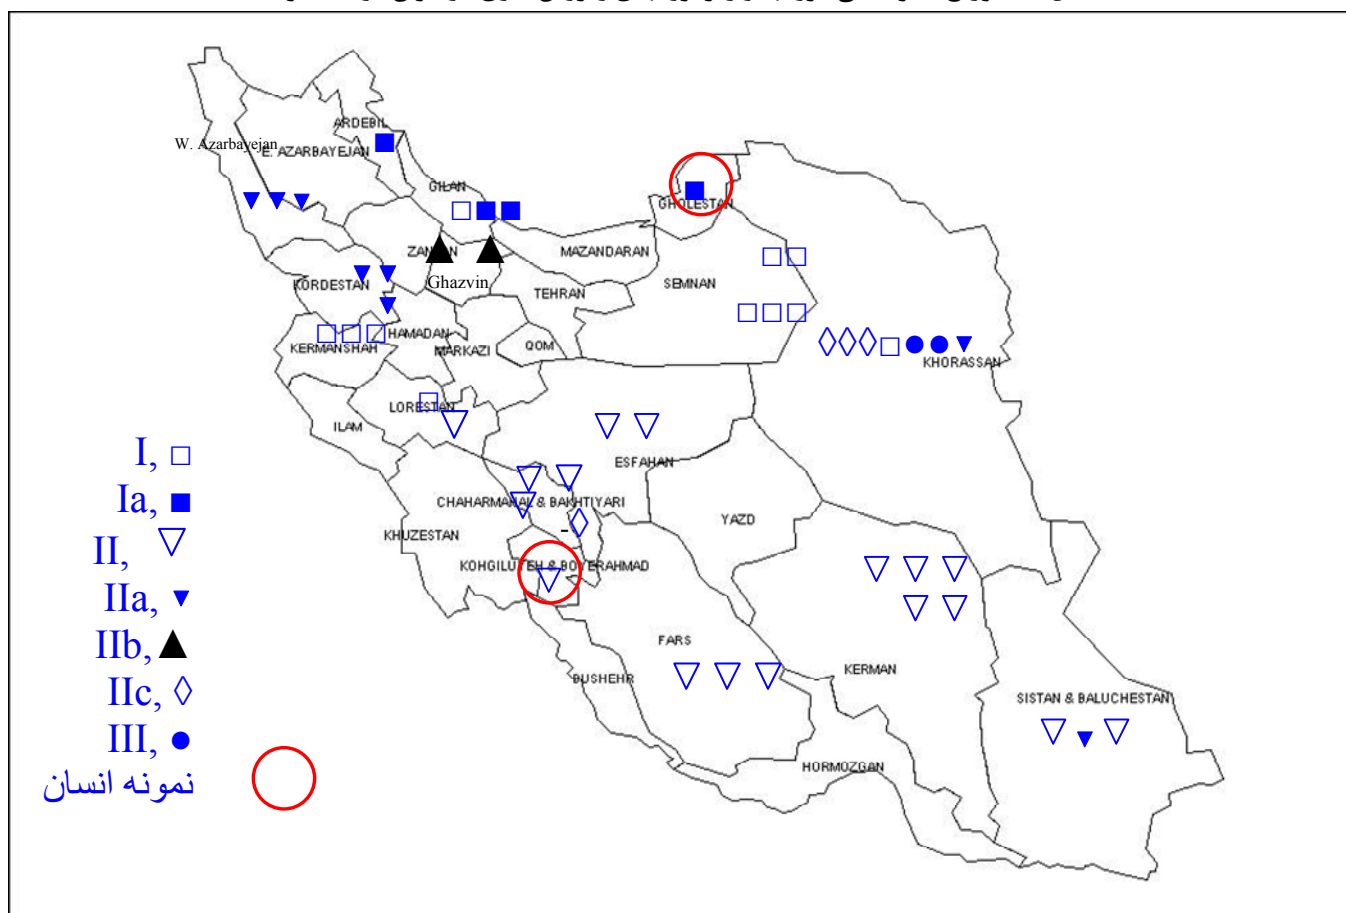 ARDEBIL
W. Azarbayejan
E. AZARBAYEJAN
GILAN
GHOLESTAN
ZANJAN
MAZANDARAN
Ghazvin
TEHRAN
SEMNAN
KORDESTAN
HAMADAN
KERMANSHAH
MARKAZI
QOM
KHORASSAN
LORESTAN
ILAM
ESFAHAN
CHAHARMAHAL & BAKHTIYARI
YAZD
KHUZESTAN
KOHGILUYEH & BOYERAHMAD
FARS
BUSHEHR
KERMAN
SISTAN & BALUCHESTAN
HORMOZGAN
I,
Ia,
II,
IIa,
IIb,
IIc,
III,
نمونه انسان